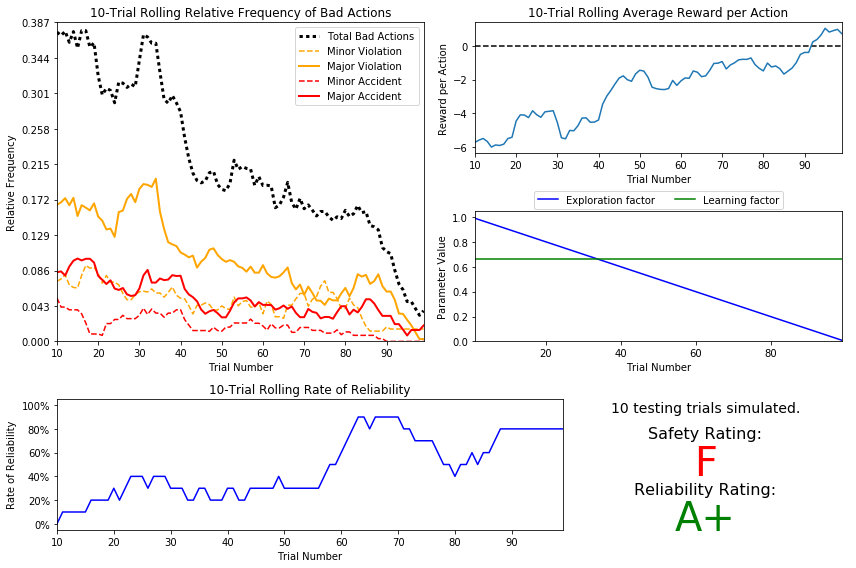 10-Trial Rolling Relative Frequency of Bad Actions
Relative Frequency
0.387
0.344
0.301
0.258
0.215
0.172
0.129
0.086
0.043
0.000
Total Bad Actions
Minor Violation
Major Violation
Minor Accident
Major Accident
10 20 30 40 50 60 70 80 90
Trial Number
10-Trial Rolling Average Reward per Action
Reward per Action
0
−2
−4
−6
10 20 30 40 50 60 70 80 90
Trial Number
Exploration factor Learning factor
Parameter Value
1.0
0.8
0.6
0.4
0.2
0.0
20 40 60 80
Trial Number
10-Trial Rolling Rate of Reliability
Rate of Reliability
100%
80%
60%
40%
20%
0%
10 20 30 40 50 60 70 80 90
Trial Number
10 testing trials simulated.
Safety Rating:
F
Reliability Rating:
A+